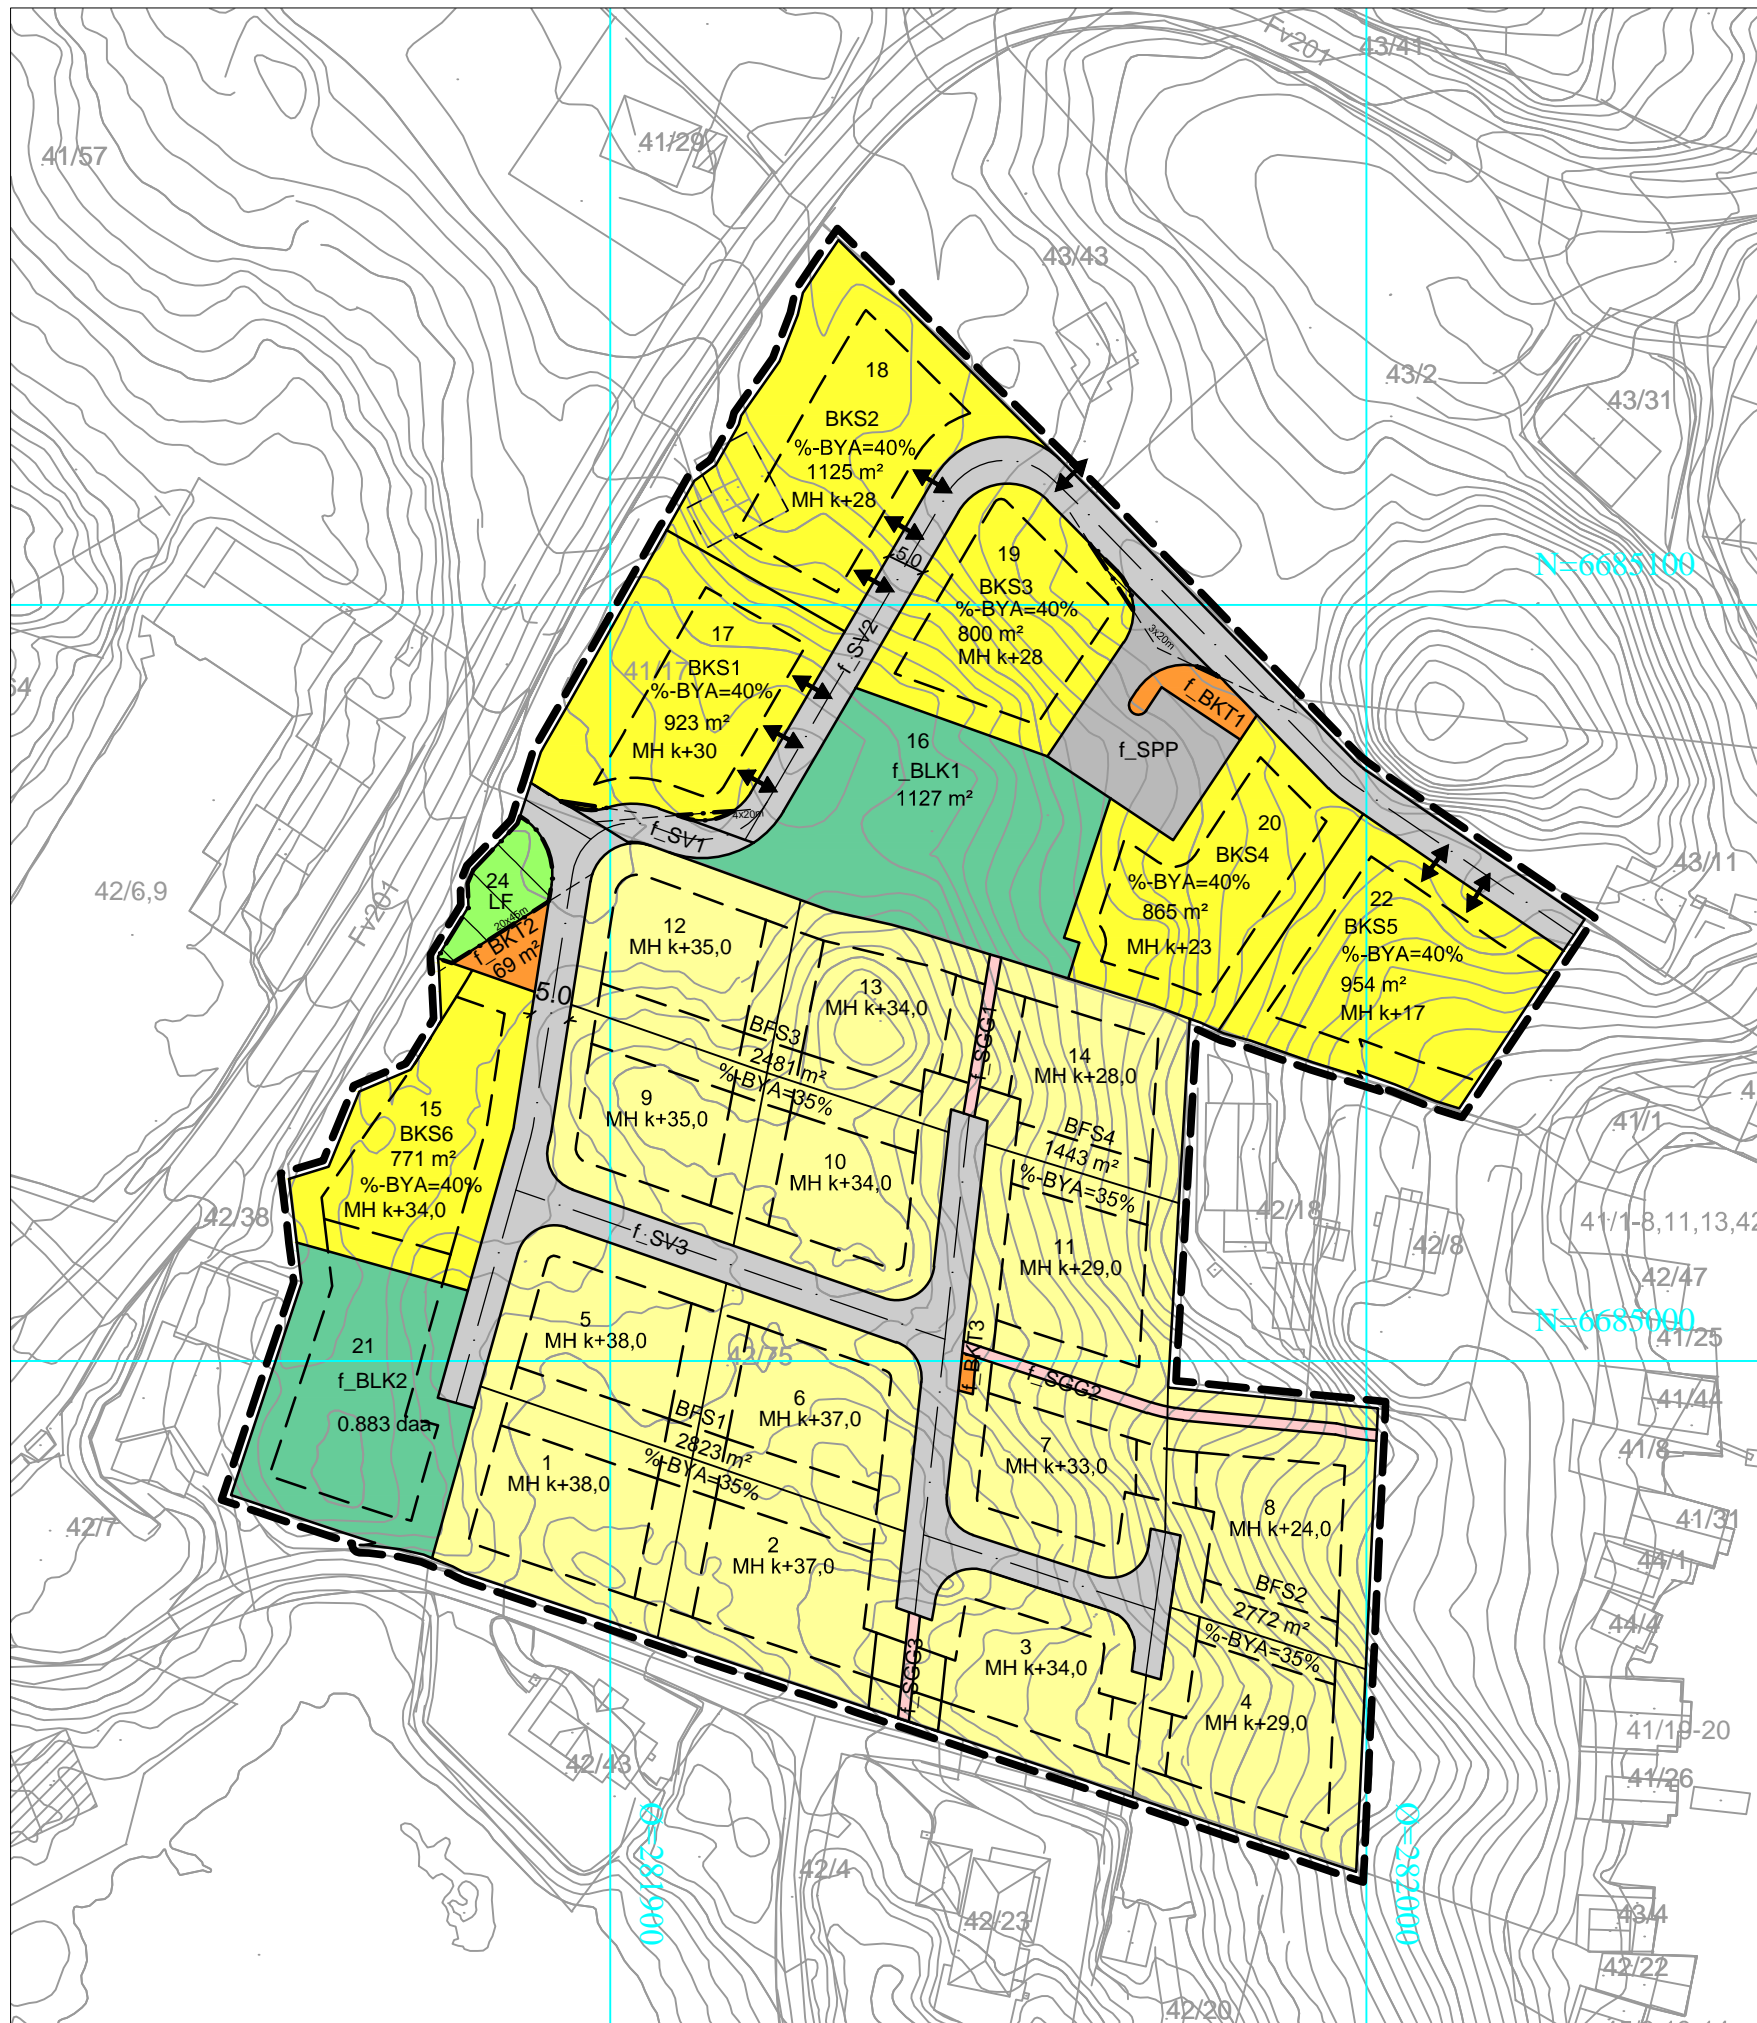 Fv201
43/41
41/29
41/57
43/43
43/2
43/31
18
BKS2
%-BYA=40%
1125 m²
MH k+28
5.0
19
BKS3
%-BYA=40%
800 m²
MH k+28
N=6685100
17
41/17
BKS1
%-BYA=40%
923 m²
MH k+30
f_SV2
3x20m
f_BKT1
f_SPP
16
f_BLK1
1127 m²
4x20m
f_SV1
20
BKS4
%-BYA=40%
865 m²
MH k+23
22
BKS5
%-BYA=40%
954 m²
MH k+17
43/11
42/6,9
Fv201
24
LF
20x45m
f_BKT2
69 m²
5.0
12
MH k+35,0
13
MH k+34,0
BFS3
2481 m²
%-BYA=35%
9
MH k+35,0
10
MH k+34,0
f_SGG1
14
MH k+28,0
BFS4
1443 m²
%-BYA=35%
11
MH k+29,0
15
BKS6
771 m²
%-BYA=40%
MH k+34,0
42/38
f_SV3
42/18
42/8
41/1
41/1-8,11,13,42
42/47
N=6685000
41/25
21
f_BLK2
0.883 daa
5
MH k+38,0
42/75
6
MH k+37,0
BFS1
2823 m²
%-BYA=35%
1
MH k+38,0
2
MH k+37,0
f_BKT3
f_SGG2
7
MH k+33,0
8
MH k+24,0
BFS2
2772 m²
%-BYA=35%
3
MH k+34,0
4
MH k+29,0
f_SGG3
41/44
41/8
41/31
44/1
44/4
42/7
42/43
41/19-20
41/26
Ø=281900
Ø=282000
42/4
42/23
43/4
42/22
42/20